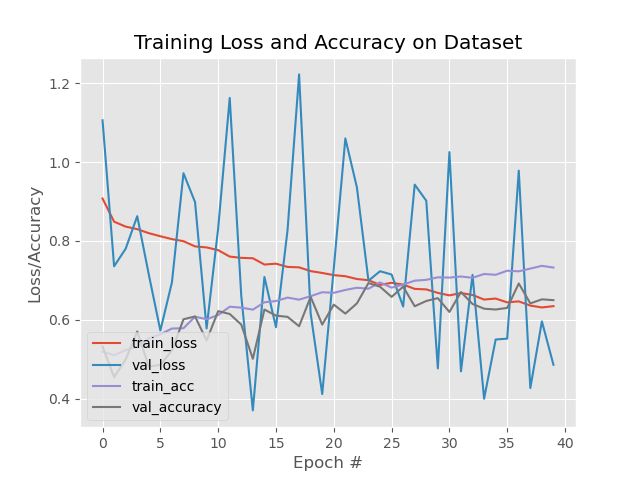 Training Loss and Accuracy on Dataset
Loss/Accuracy
1.2
1.0
0.8
0.6
0.4
train_loss
val_loss
train_acc
val_accuracy
0 5 10 15 20 25 30 35 40
Epoch #